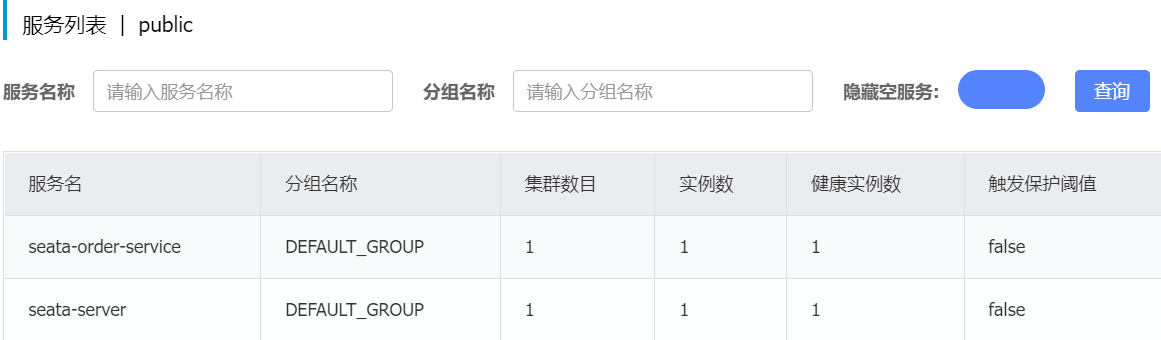 服务列表 | public
服务名称 请输入服务名称 分组名称 请输入分组名称 隐藏空服务: 查询
服务名 分组名称 集群数目 实例数 健康实例数 触发保护阈值
seata-order-service DEFAULT_GROUP 1 1 1 false
seata-server DEFAULT_GROUP 1 1 1 false